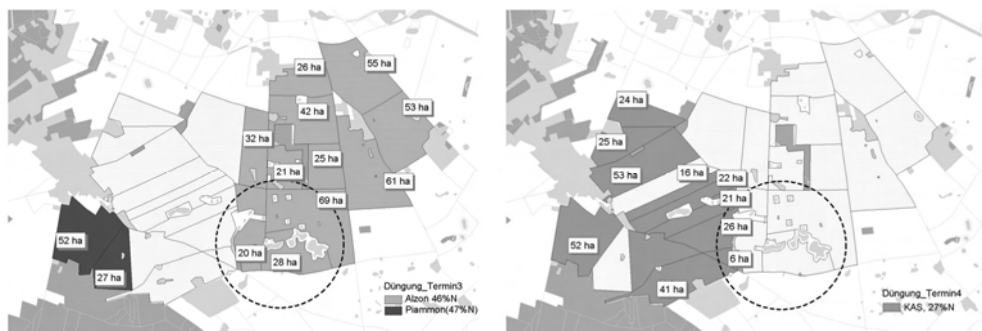 26 ha
55 ha
42 ha
53 ha
32 ha
25 ha
21 ha
61 ha
69 ha
52 ha
20 ha
28 ha
27 ha
Düngung_Termin3
Alzon 46%N
Piammon(47%N)
24 ha
25 ha
53 ha
16 ha
22 ha
21 ha
26 ha
52 ha
6 ha
41 ha
Düngung_Termin4
KAS, 27%N